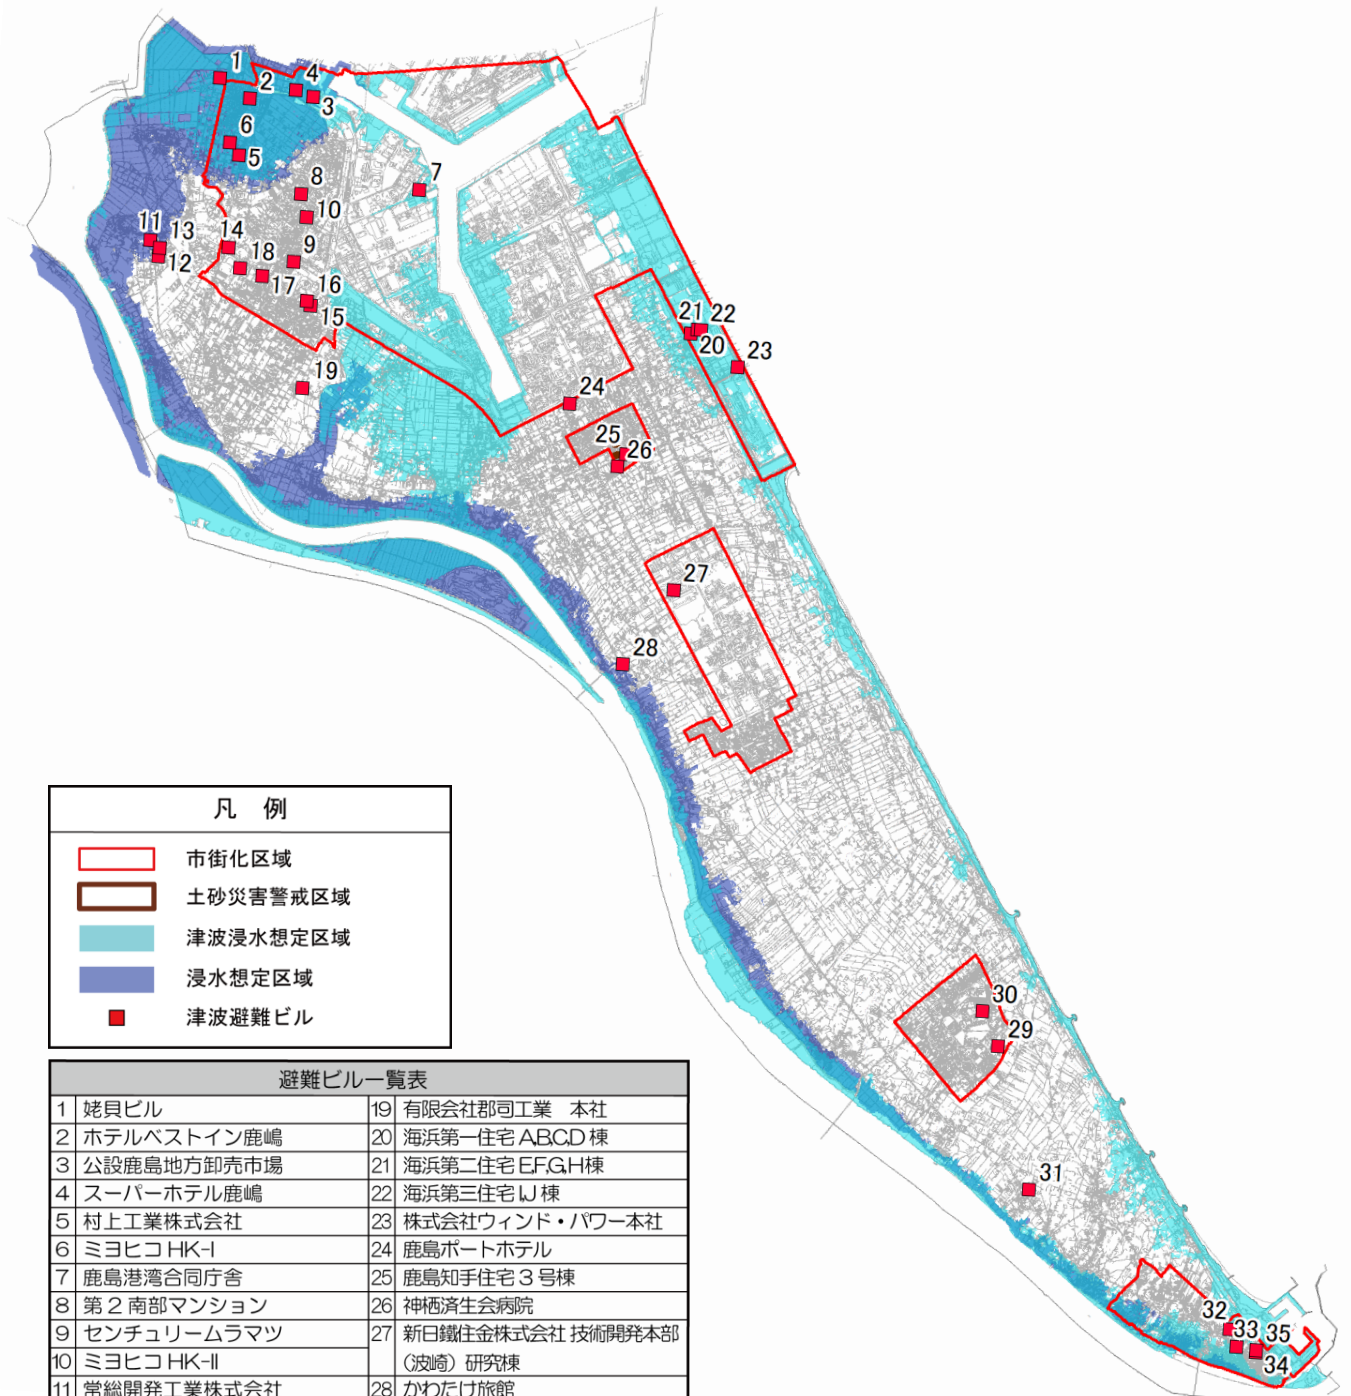 1
2
4
3
6
5
7
8
10
11
13
14
9
12
18
17
16
15
21
22
20
23
19
24
25
26
27
28
30
29
31
32
33
35
34
凡 例
市街化区域
土砂災害警戒区域
津波浸水想定区域
浸水想定区域
津波避難ビル
避難ビル一覧表
1 姥貝ビル 19 有限会社郡司工業 本社
2 ホテルベストイン鹿嶋 20 海浜第一住宅 A,B,C,D 棟
3 公設鹿島地方卸売市場 21 海浜第二住宅 E,F,G,H 棟
4 スーパーホテル鹿嶋 22 海浜第三住宅 I,J 棟
5 村上工業株式会社 23 株式会社ウィンド・パワー本社
6 ミヨヒコ HK-I 24 鹿島ポートホテル
7 鹿島港湾合同庁舎 25 鹿島知手住宅 3 号棟
8 第 2 南部マンション 26 神栖済生会病院
9 センチュリームラマツ 27 新日鐵住金株式会社 技術開発本部
10 ミヨヒコ HK-II (波崎) 研究棟
11 常総開発工業株式会社 28 かわたけ旅館